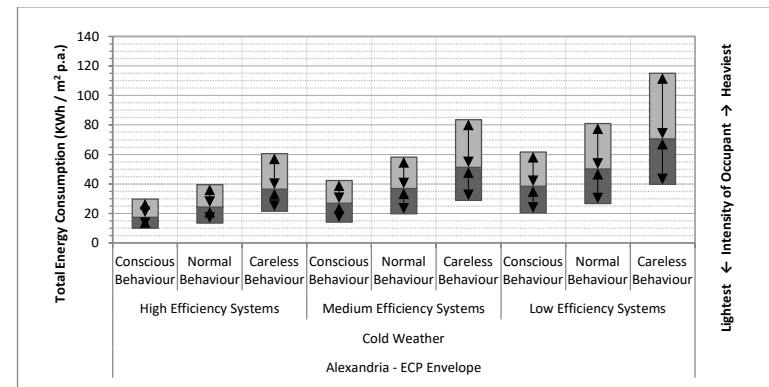 Total Energy Consumption (KWh / m² p.a.)
140
120
100
80
60
40
20
0
Conscious Behaviour
Normal Behaviour
Careless Behaviour
Conscious Behaviour
Normal Behaviour
Careless Behaviour
Conscious Behaviour
Normal Behaviour
Careless Behaviour
High Efficiency Systems
Medium Efficiency Systems
Low Efficiency Systems
Cold Weather
Alexandria - ECP Envelope
Lightest ← Intensity of Occupant → Heaviest